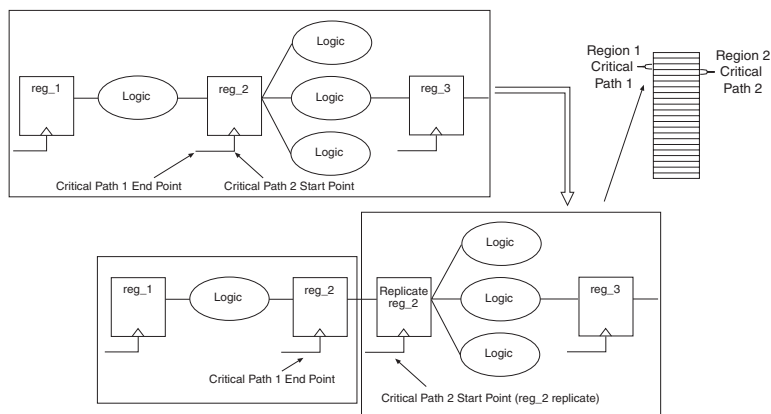 Logic
reg_1
Logic
reg_2
Logic
reg_3
Logic
Critical Path 1 End Point
Critical Path 2 Start Point
Region 1
Critical
Path 1
Region 2
Critical
Path 2
Logic
reg_1
Logic
reg_2
Replicate
reg_2
Logic
reg_3
Logic
Critical Path 1 End Point
Critical Path 2 Start Point (reg_2 replicate)